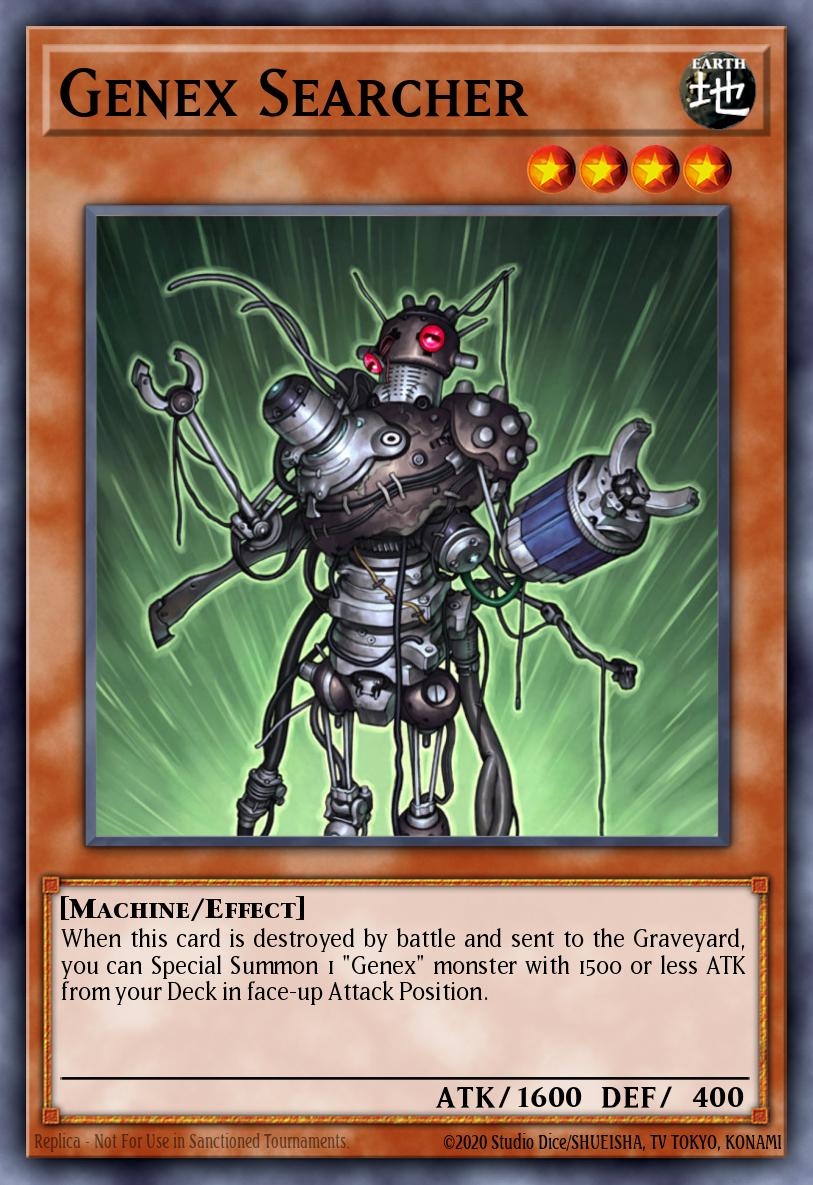 Genex Searcher
EARTH
地
[Machine/Effect]
When this card is destroyed by battle and sent to the Graveyard,
you can Special Summon 1 "Genex" monster with 1500 or less ATK
from your Deck in face-up Attack Position.
ATK/1600 DEF/ 400
Replica - Not For Use in Sanctioned Tournaments.
©2020 Studio Dice/SHUEISHA, TV TOKYO, KONAMI